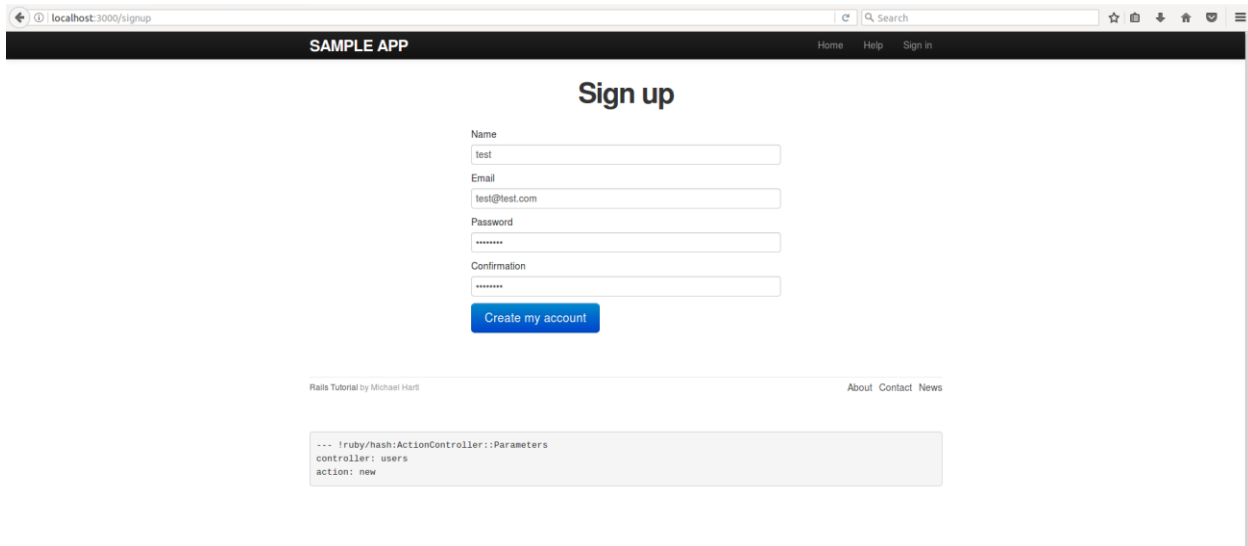 localhost:3000/signup
Search
SAMPLE APP
Home Help Sign in
Sign up
Name
test
Email
test@test.com
Password
••••••••
Confirmation
••••••••
Create my account
Rails Tutorial by Michael Hartl
About Contact News
--- !ruby/hash:ActionController::Parameters
controller: users
action: new